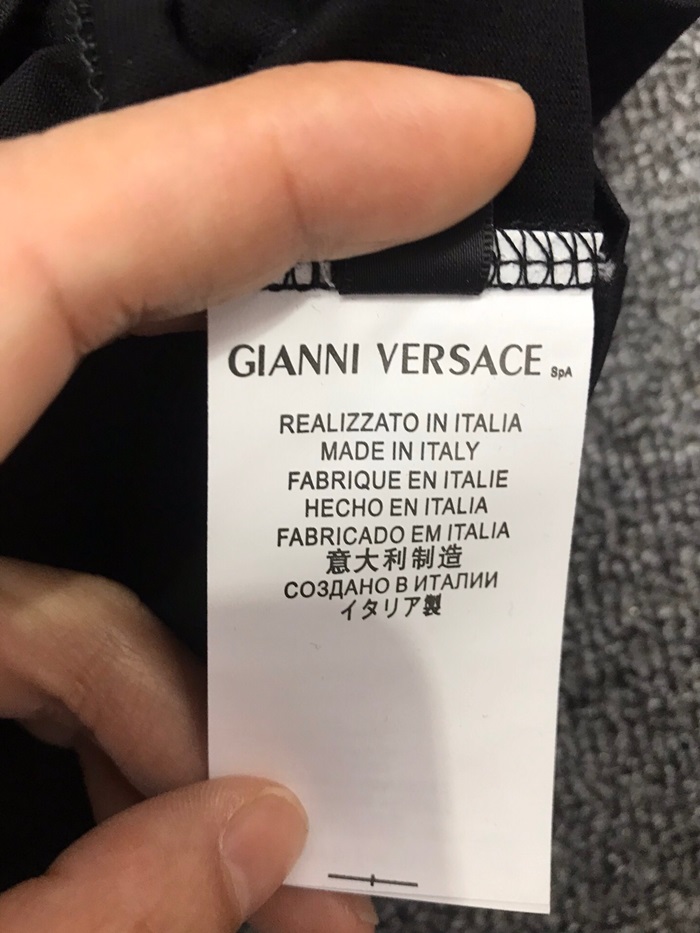 GIANNI VERSACE SpA
REALIZZATO IN ITALIA
MADE IN ITALY
FABRIQUE EN ITALIE
HECHO EN ITALIA
FABRICADO EM ITALIA
意大利制造
СОЗДАНО В ИТАЛИИ
イタリア製